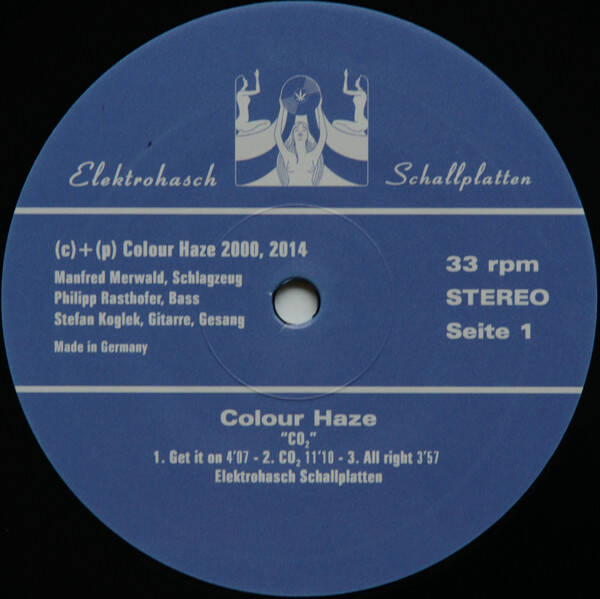 Elektrohasch Schallplatten
(c)+(p) Colour Haze 2000, 2014
Manfred Merwald, Schlagzeug
Philipp Rasthofer, Bass
Stefan Koglek, Gitarre, Gesang
Made in Germany
33 rpm
STEREO
Seite 1
Colour Haze
"CO₂"
1. Get it on 4'07 - 2. CO₂ 11'10 - 3. All right 3'57
Elektrohasch Schallplatten